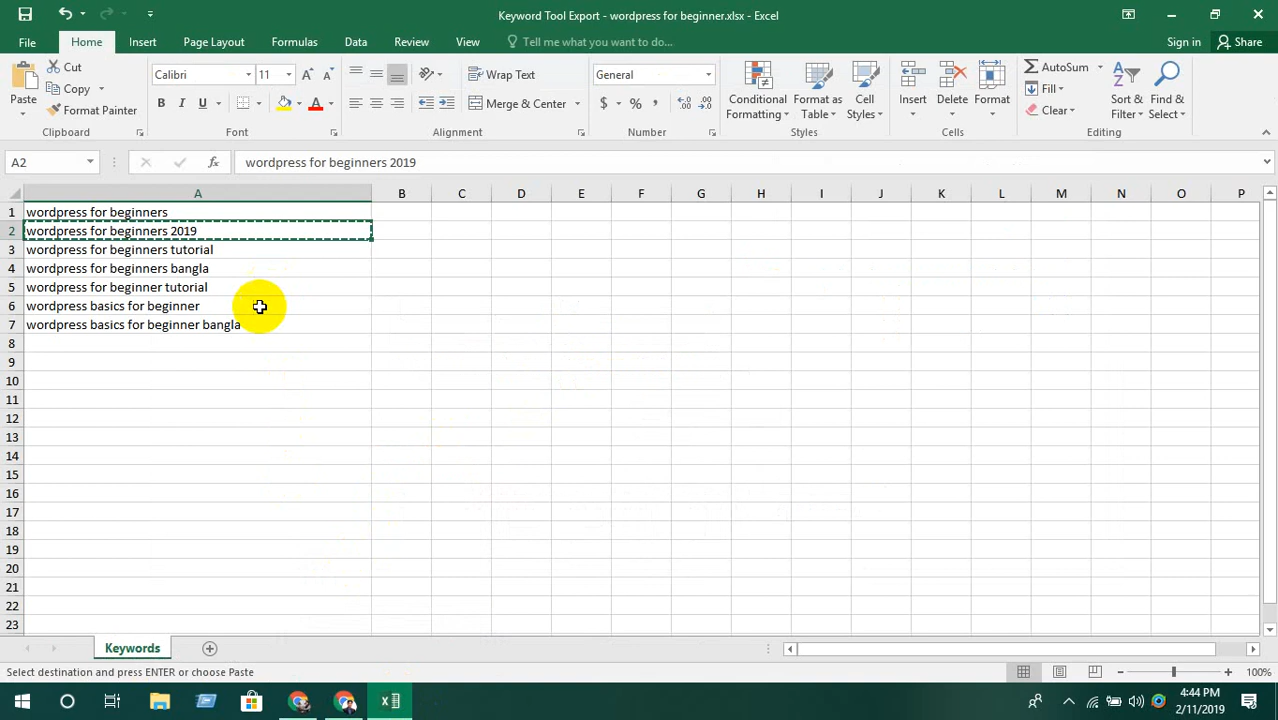 Keyword Tool Export - wordpress for beginner.xlsx - Excel
File Home Insert Page Layout Formulas Data Review View Tell me what you want to do... Sign in Share
Paste
Cut
Copy
Format Painter
Clipboard
Calibri 11
B I U
Font
Wrap Text
Merge & Center
Alignment
General
$ % ,
Number
Conditional Formatting
Format as Table
Cell Styles
Styles
Insert
Delete
Format
Cells
AutoSum
Fill
Clear
Sort & Filter
Find & Select
Editing
A2 fx wordpress for beginners 2019
A B C D E F G H I J K L M N O P
1 wordpress for beginners
2 wordpress for beginners 2019
3 wordpress for beginners tutorial
4 wordpress for beginners bangla
5 wordpress for beginner tutorial
6 wordpress basics for beginner
7 wordpress basics for beginner bangla
8
9
10
11
12
13
14
15
16
17
18
19
20
21
22
23
Keywords
Select destination and press ENTER or choose Paste
100%
4:44 PM
2/11/2019